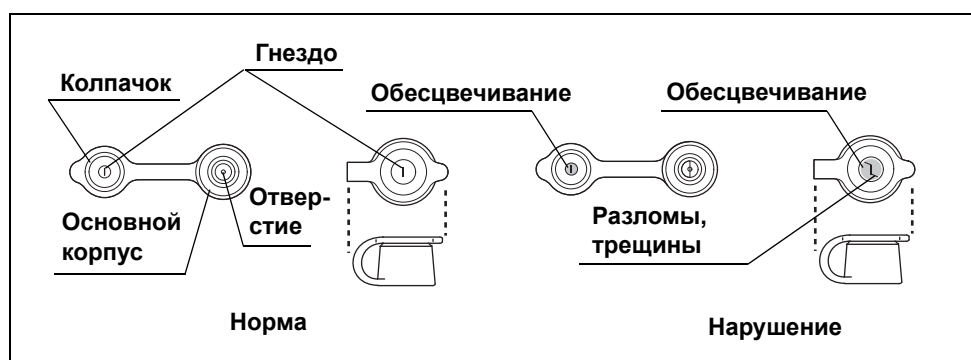 Гнездо
Колпачок
Обесцвечивание
Обесцвечивание
Отвер-
стие
Основной
корпус
Разломы,
трещины
Норма
Нарушение